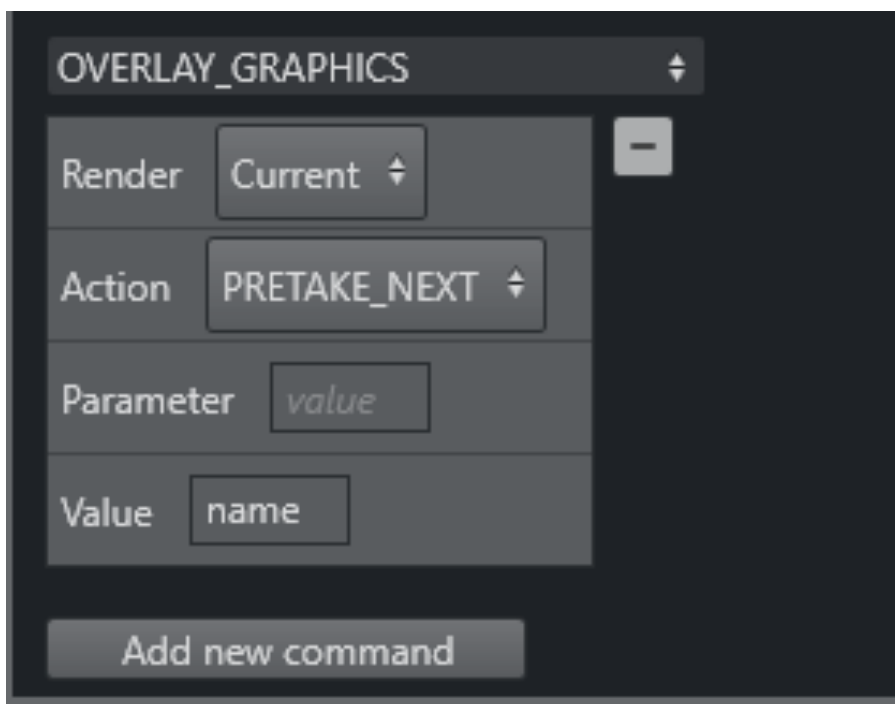 OVERLAY_GRAPHICS
Render Current
Action PRETAKE_NEXT
Parameter value
Value name
Add new command